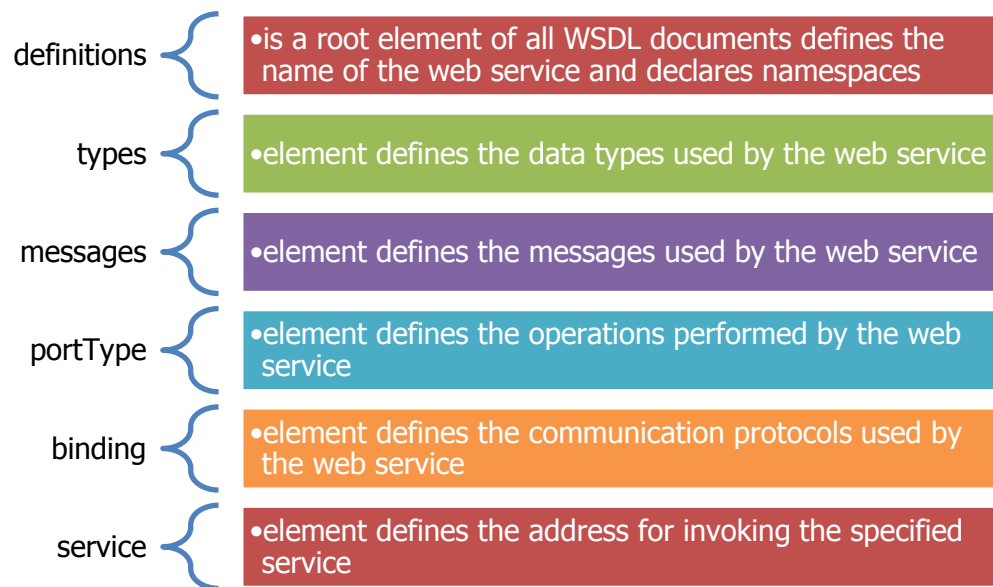 definitions
•is a root element of all WSDL documents defines the
name of the web service and declares namespaces
types
•element defines the data types used by the web service
messages
•element defines the messages used by the web service
portType
•element defines the operations performed by the web
service
binding
•element defines the communication protocols used by
the web service
service
•element defines the address for invoking the specified
service